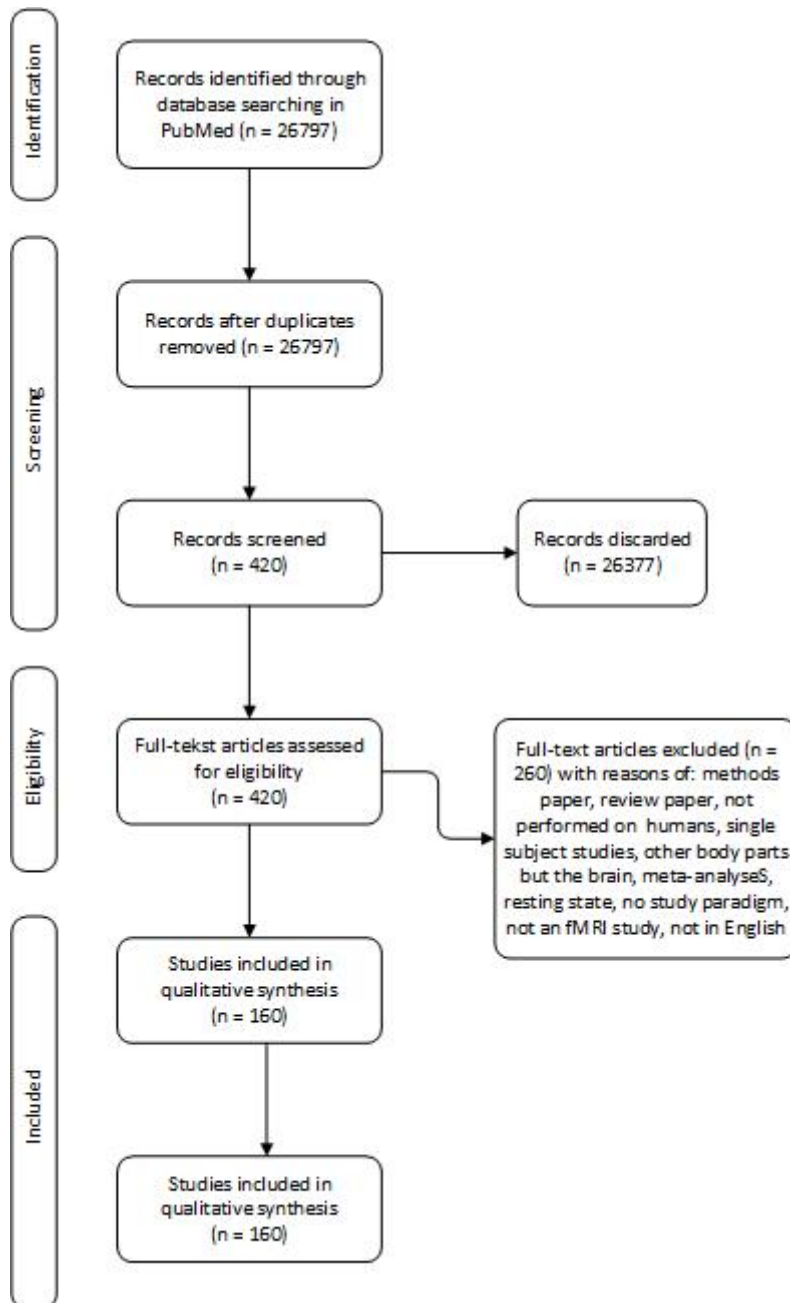 Identification
Records identified through
database searching in
PubMed (n = 26797)
Screening
Records after duplicates
removed (n = 26797)
Records screened
(n = 420)
Records discarded
(n = 26377)
Eligibility
Full-tekst articles assessed
for eligibility
(n = 420)
Full-text articles excluded (n =
260) with reasons of: methods
paper, review paper, not
performed on humans, single
subject studies, other body parts
but the brain, meta-analyseS,
resting state, no study paradigm,
not an fMRI study, not in English
Included
Studies included in
qualitative synthesis
(n = 160)
Studies included in
qualitative synthesis
(n = 160)